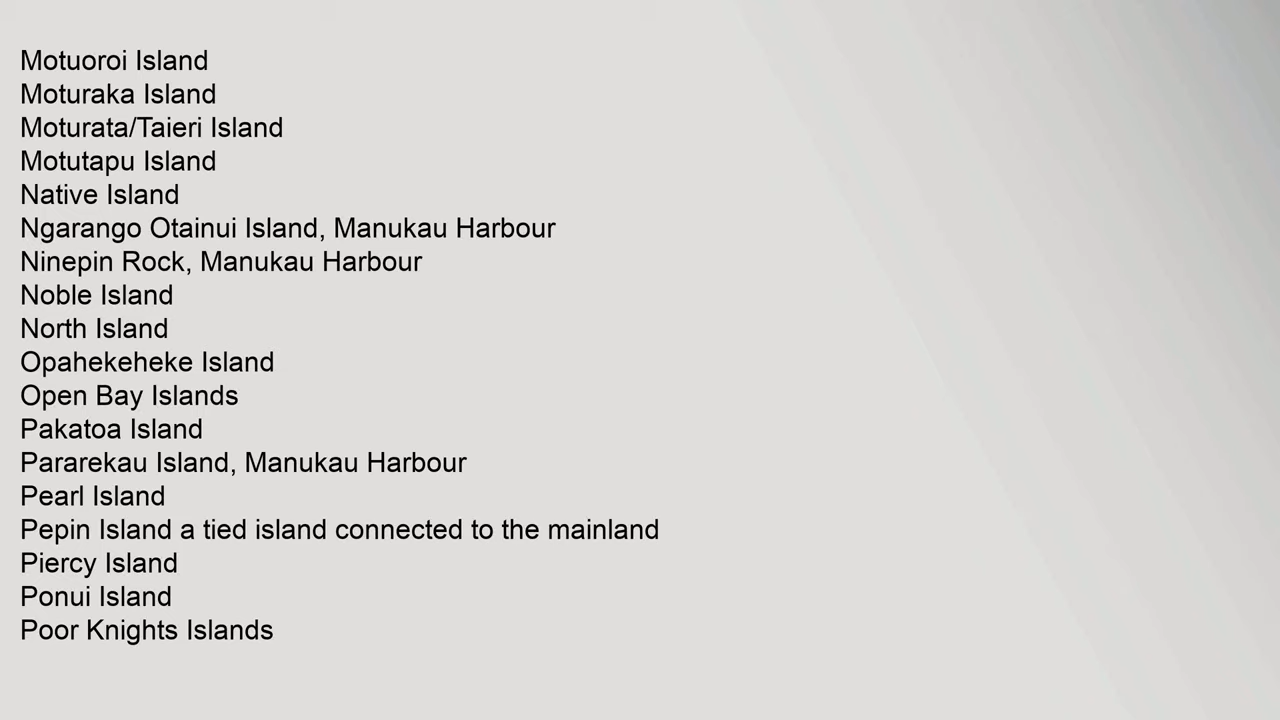 Motuoroi Island
Moturaka Island
Moturata/Taieri Island
Motutapu Island
Native Island
Ngarango Otainui Island, Manukau Harbour
Ninepin Rock, Manukau Harbour
Noble Island
North Island
Opahekeheke Island
Open Bay Islands
Pakatoa Island
Pararekau Island, Manukau Harbour
Pearl Island
Pepin Island a tied island connected to the mainland
Piercy Island
Ponui Island
Poor Knights Islands